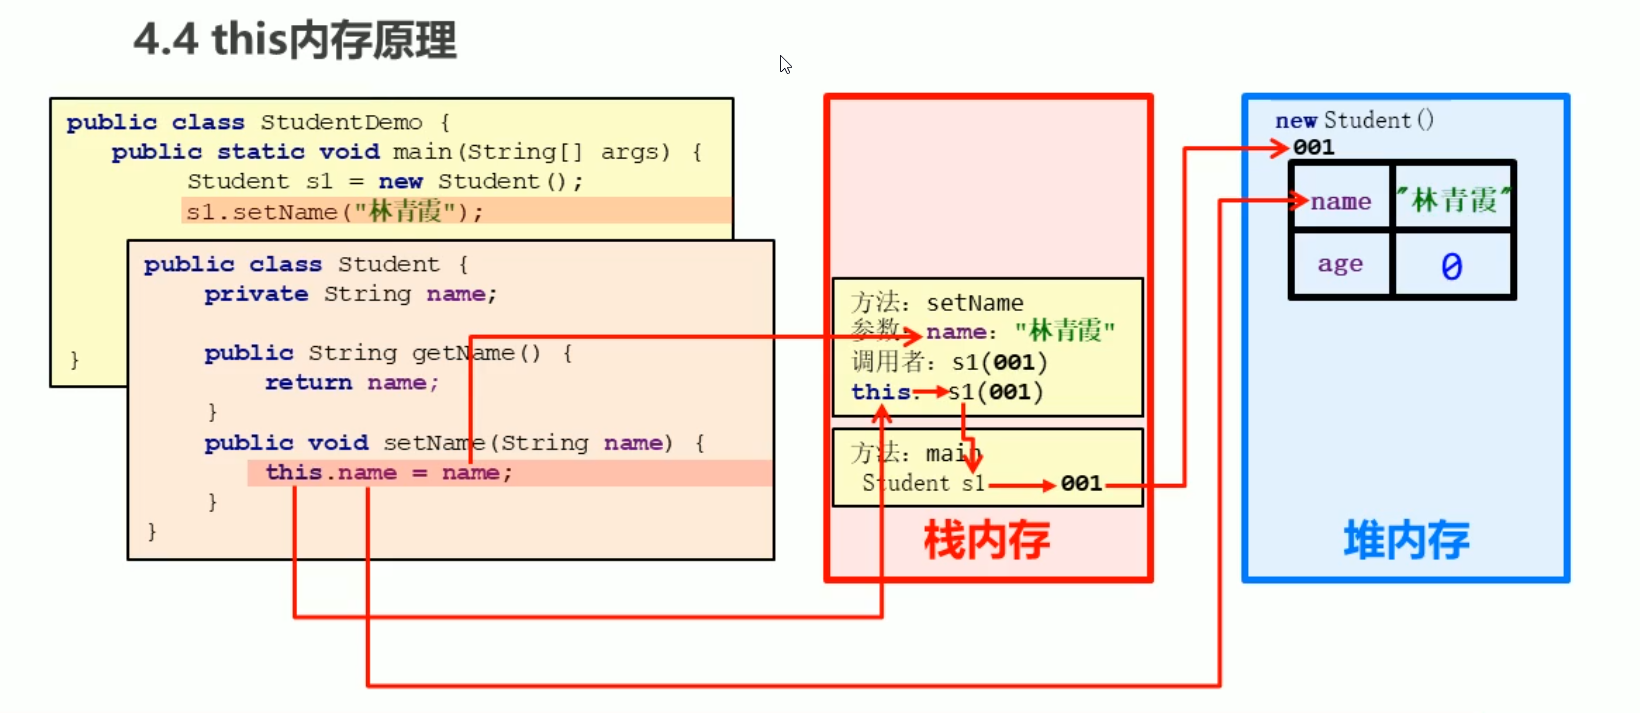 4.4 this内存原理
public class StudentDemo {
public static void main(String[] args) {
Student s1 = new Student();
s1.setName("林青霞");
}
public class Student {
private String name;
public String getName() {
return name;
}
public void setName(String name) {
this.name = name;
}
}
方法：setName
参数：name："林青霞"
调用者：s1(001)
this：s1(001)
方法：main
Student s1 001
栈内存
new Student()
001
name "林青霞"
age 0
堆内存